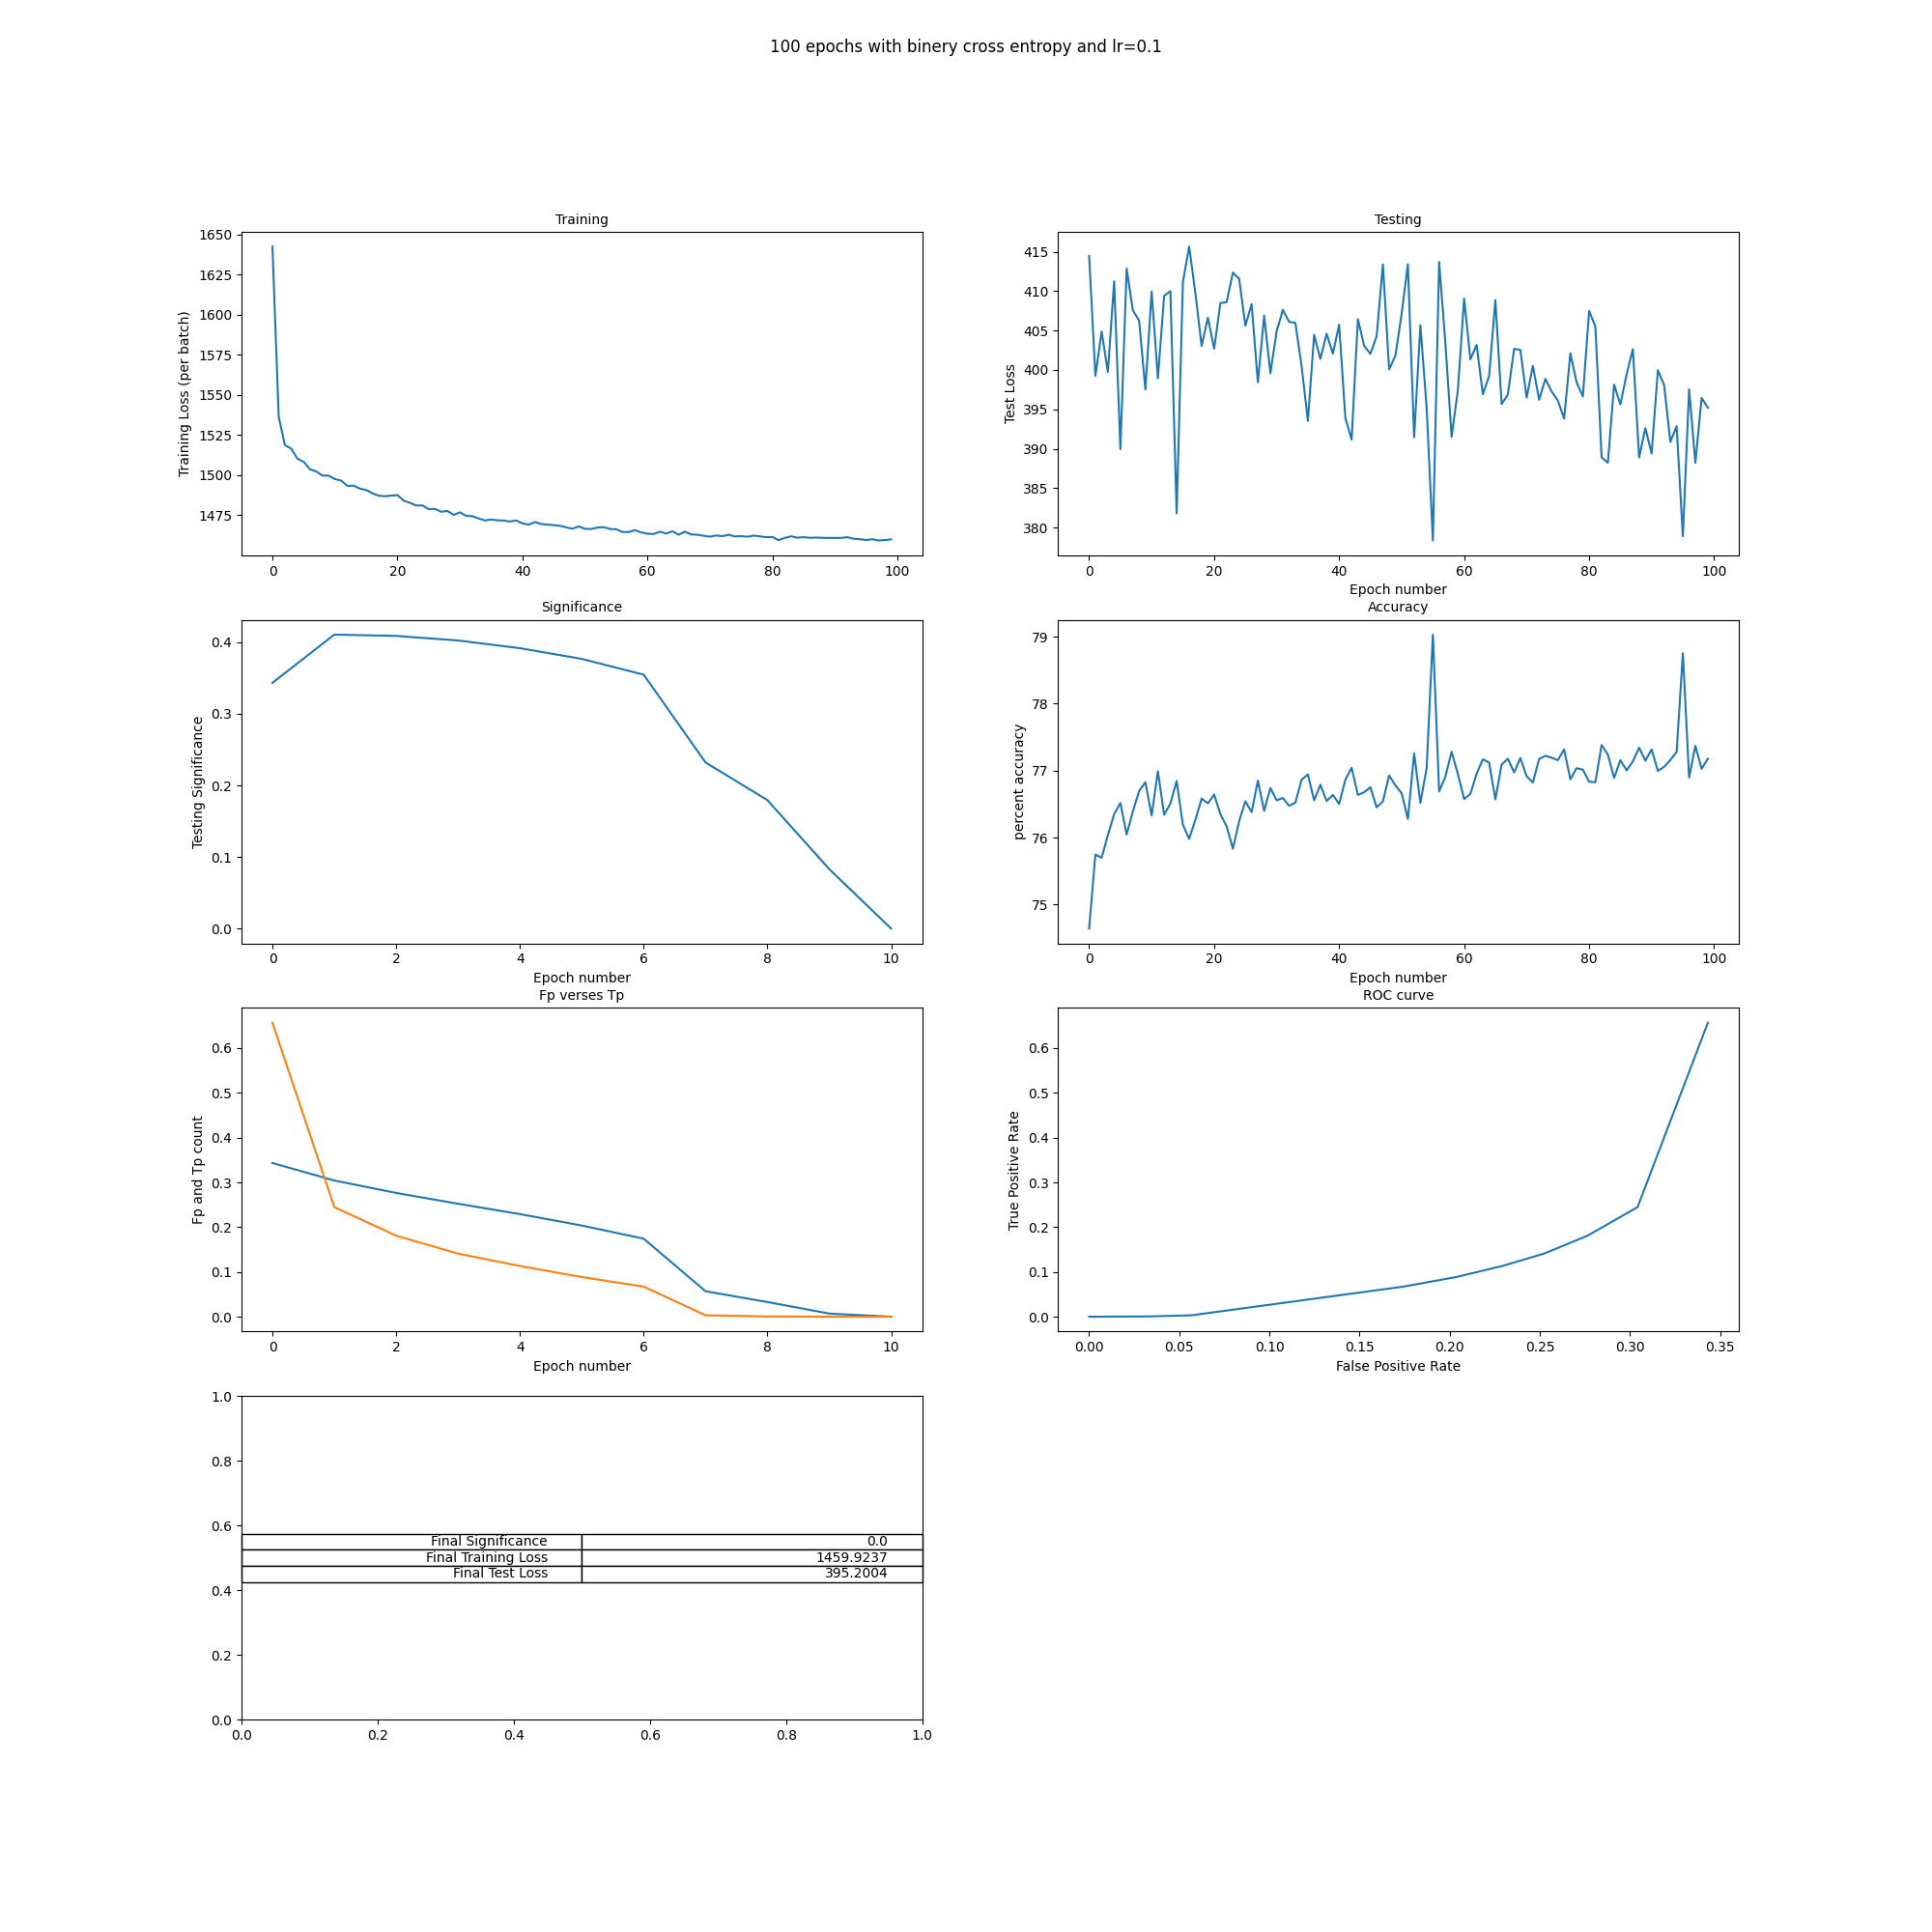 100 epochs with binery cross entropy and lr=0.1
Training
1650
1625
1600
1575
1550
1525
1500
1475
Training Loss (per batch)
0 20 40 60 80 100
Testing
415
410
405
400
395
390
385
380
Test Loss
0 20 40 60 80 100
Epoch number
Significance
0.4
0.3
0.2
0.1
0.0
Testing Significance
0 2 4 6 8 10
Epoch number
Accuracy
79
78
77
76
75
percent accuracy
0 20 40 60 80 100
Epoch number
Fp verses Tp
0.6
0.5
0.4
0.3
0.2
0.1
0.0
Fp and Tp count
0 2 4 6 8 10
Epoch number
ROC curve
0.6
0.5
0.4
0.3
0.2
0.1
0.0
True Positive Rate
0.00 0.05 0.10 0.15 0.20 0.25 0.30 0.35
False Positive Rate
1.0
0.8
0.6
0.4
0.2
0.0
Final Significance 0.0
Final Training Loss 1459.9237
Final Test Loss 395.2004
0.0 0.2 0.4 0.6 0.8 1.0